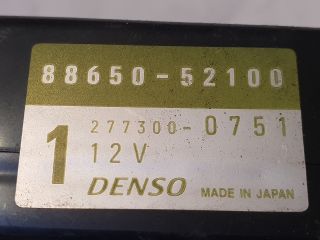 88650-52100
277300-0751
1 12V
DENSO MADE IN JAPAN